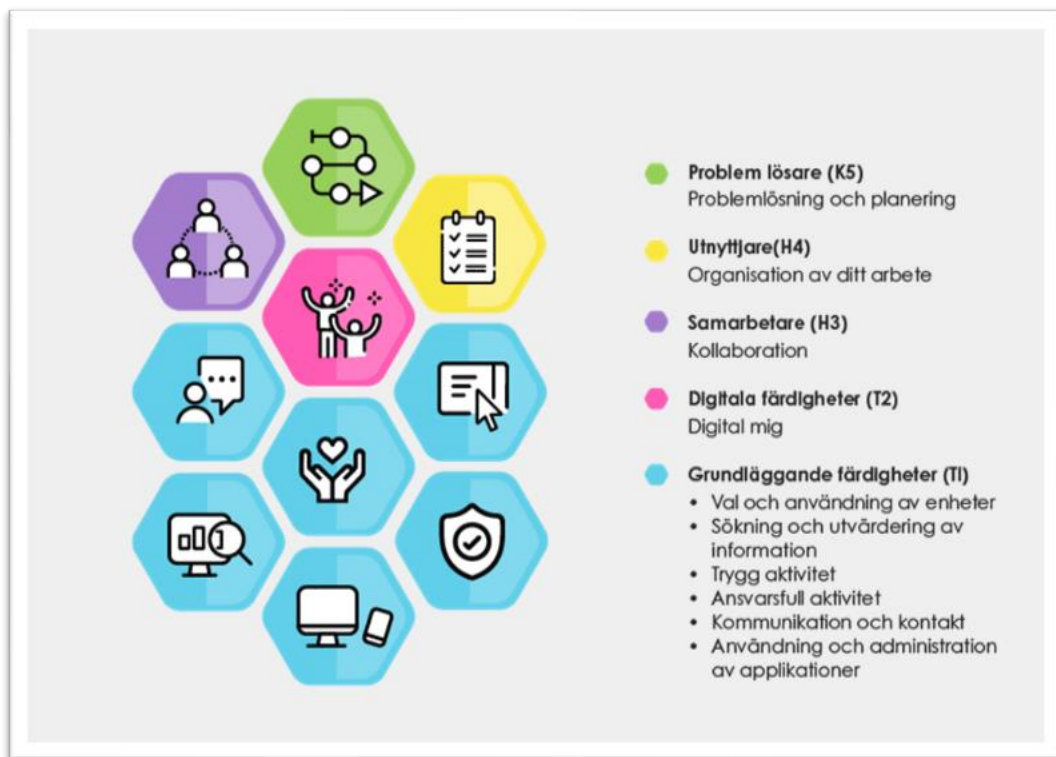 Problem lösare (K5)
Problemlösning och planering
Utnyttjare(H4)
Organisation av ditt arbete
Samarbetare (H3)
Kollaboration
Digitala färdigheter (T2)
Digital mig
Grundläggande färdigheter (T1)
• Val och användning av enheter
• Sökning och utvärdering av
information
• Trygg aktivitet
• Ansvarsfull aktivitet
• Kommunikation och kontakt
• Användning och administration
av applikationer